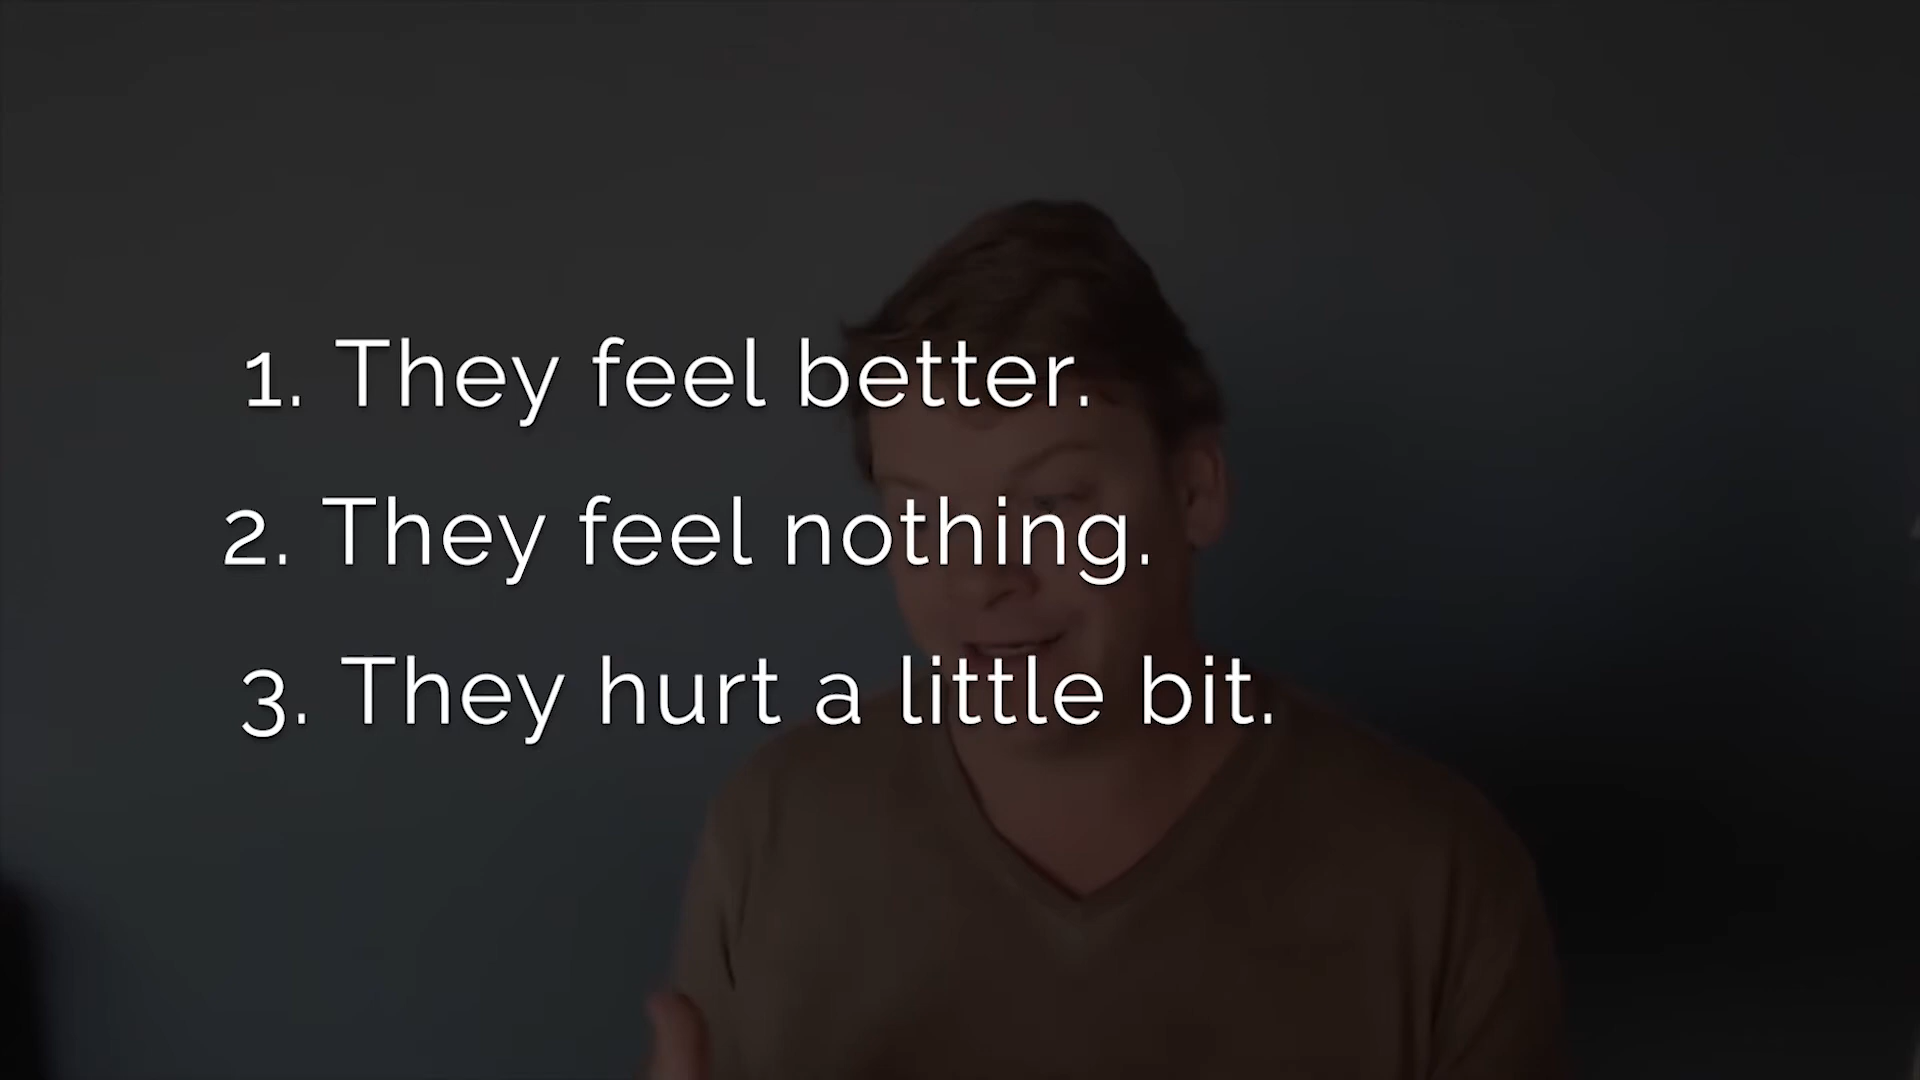 1. They feel better.
2. They feel nothing.
3. They hurt a little bit.